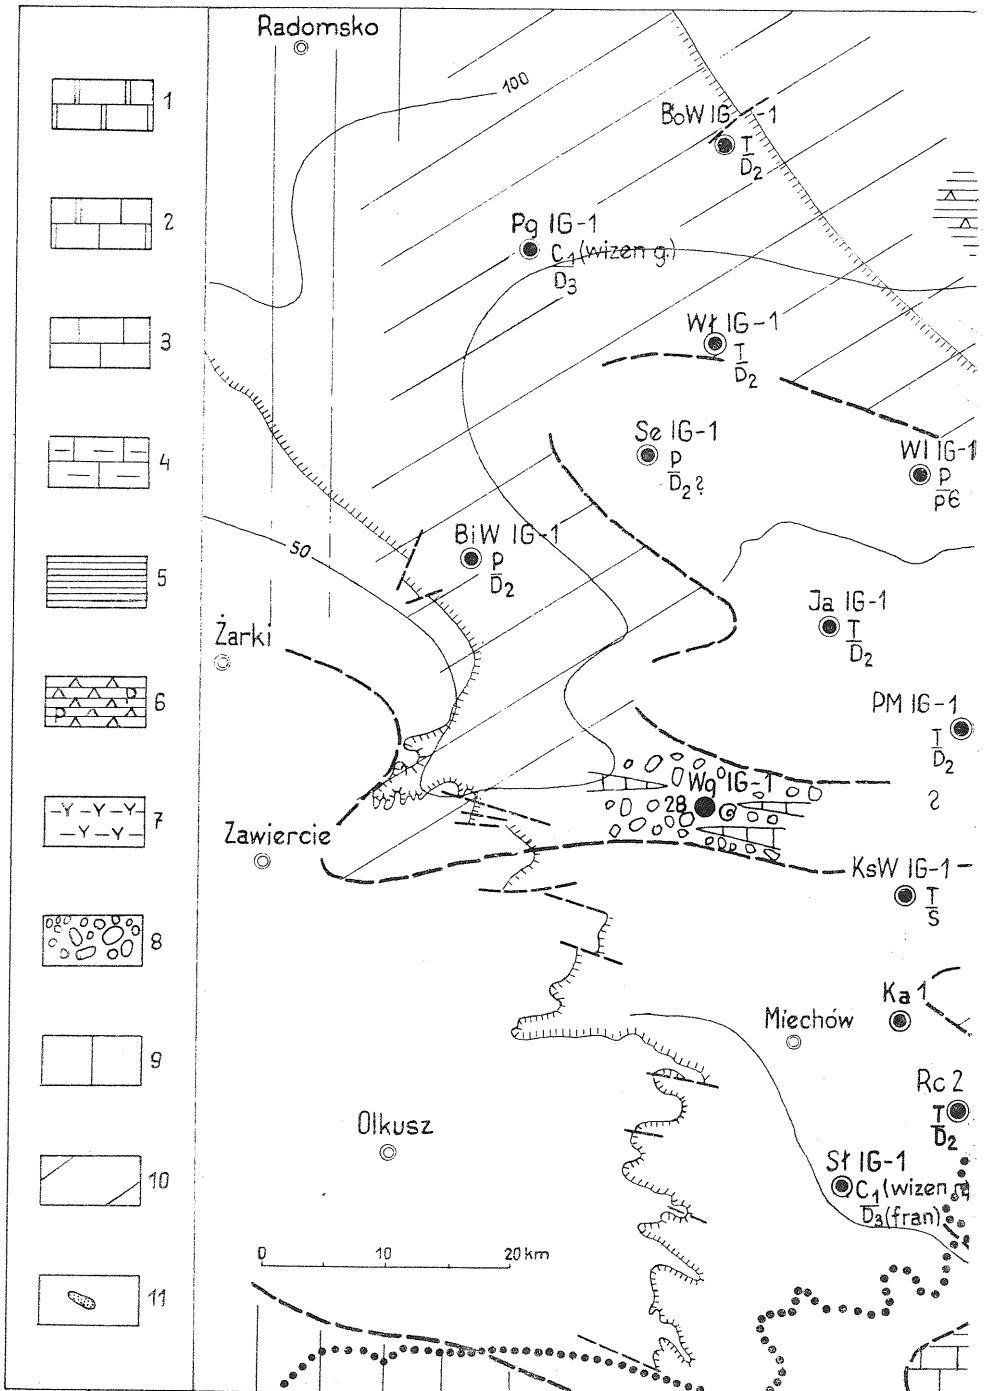 Radomsko
1
2
3
4
5
6
P
P
7
8
9
10
11
100
BoW IG-1
T
D2
Pg IG-1
C1 (wizen g.)
D3
Wł IG-1
T
D2
Se IG-1
P
D2?
Wl IG-1
P
pЄ
50
BiW IG-1
P
D2
Ja IG-1
T
D2
Żarki
PM IG-1
T
D2
?
Wg IG-1
28
Zawiercie
KsW IG-1
T
S
Ka 1
Miechów
Rc 2
T
D2
Olkusz
Sł IG-1
C1 (wizen
D3 (fran)
0 10 20 km